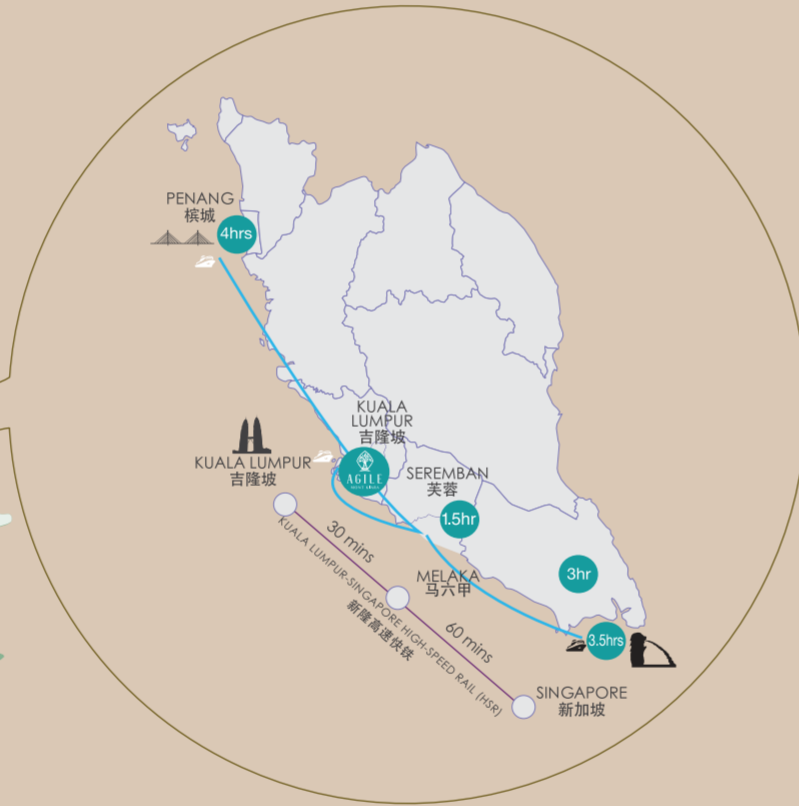 PENANG
槟城
4hrs
KUALA
LUMPUR
吉隆坡
KUALA LUMPUR
吉隆坡
AGILE
SEREMBAN
芙蓉
1.5hr
30 mins
KUALA LUMPUR-SINGAPORE HIGH-SPEED RAIL (HSR)
新隆高速快铁
MELAKA
马六甲
3hr
60 mins
3.5hrs
SINGAPORE
新加坡